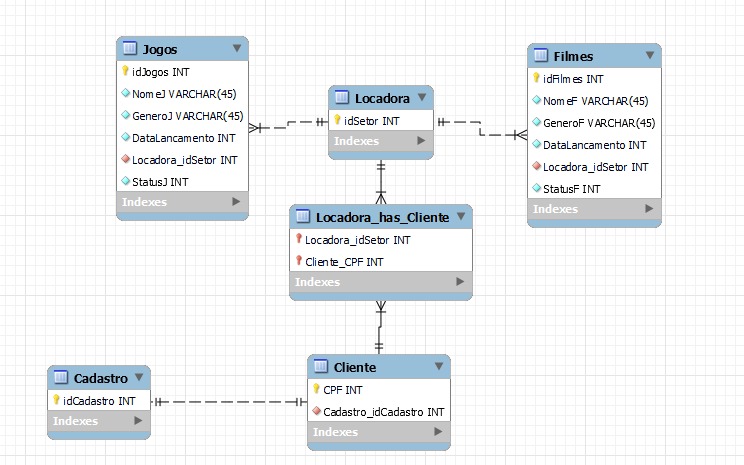 Jogos
idJogos INT
NomeJ VARCHAR(45)
GeneroJ VARCHAR(45)
DataLancamento INT
Locadora_idSetor INT
StatusJ INT
Indexes
Locadora
idSetor INT
Indexes
Filmes
idFilmes INT
NomeF VARCHAR(45)
GeneroF VARCHAR(45)
DataLancamento INT
Locadora_idSetor INT
StatusF INT
Indexes
Locadora_has_Cliente
Locadora_idSetor INT
Cliente_CPF INT
Indexes
Cadastro
idCadastro INT
Indexes
Cliente
CPF INT
Cadastro_idCadastro INT
Indexes